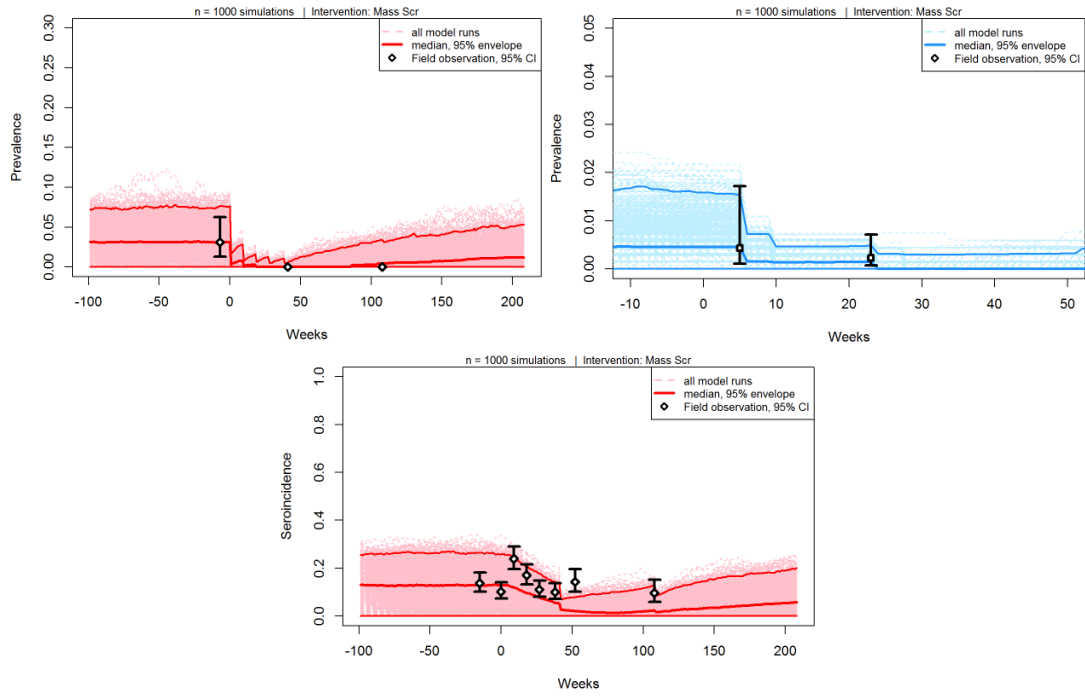 n = 1000 simulations | Intervention: Mass Scr
all model runs
median, 95% envelope
Field observation, 95% CI
Prevalence
0.30
0.25
0.20
0.15
0.10
0.05
0.00
-100 -50 0 50 100 150 200
Weeks
n = 1000 simulations | Intervention: Mass Scr
all model runs
median, 95% envelope
Field observation, 95% CI
Prevalence
0.05
0.04
0.03
0.02
0.01
0.00
-10 0 10 20 30 40 50
Weeks
n = 1000 simulations | Intervention: Mass Scr
all model runs
median, 95% envelope
Field observation, 95% CI
Seroincidence
1.0
0.8
0.6
0.4
0.2
0.0
-100 -50 0 50 100 150 200
Weeks